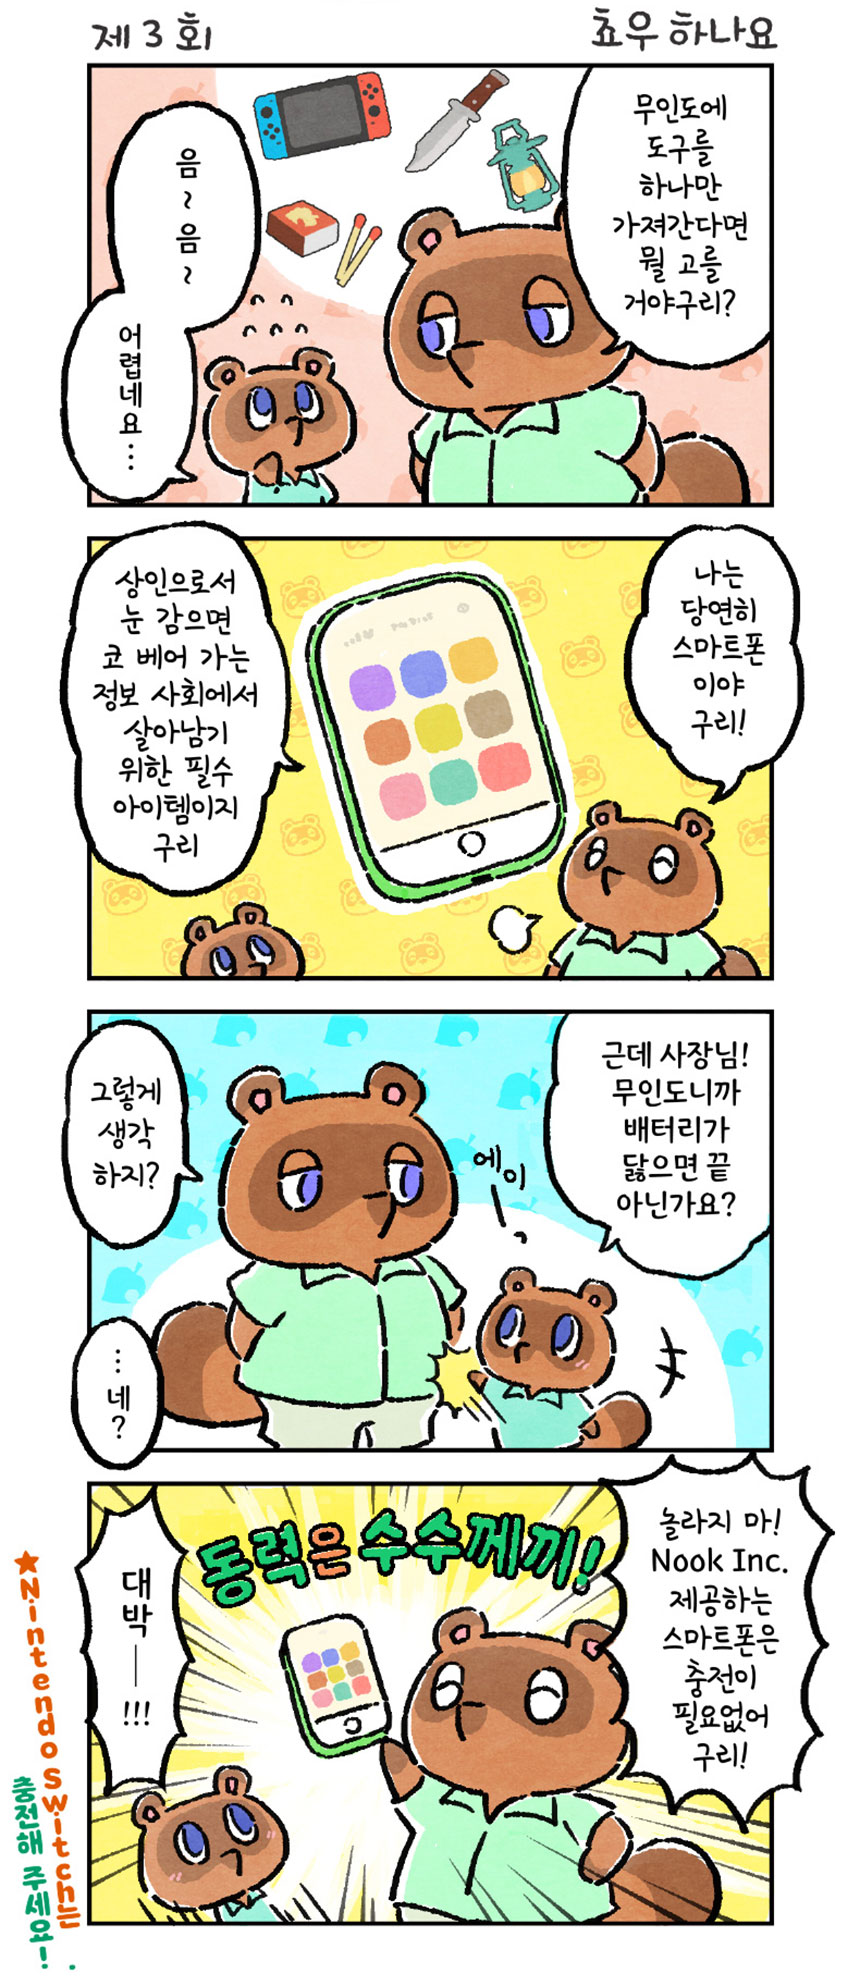 제 3 회
쵸우 하나요
무인도에
도구를
하나만
가져간다면
뭘 고를
거야구리?
음~음~
어렵네요…
나는
당연히
스마트폰
이야
구리!
상인으로서
눈 감으면
코 베어 가는
정보 사회에서
살아남기
위한 필수
아이템이지
구리
근데 사장님!
무인도니까
배터리가
닳으면 끝
아닌가요?
에이
그렇게
생각
하지?
…네?
놀라지 마!
Nook Inc.
제공하는
스마트폰은
충전이
필요없어
구리!
동력은 수수께끼!
대박―!!!
★Nintendo Switch는
충전해 주세요!